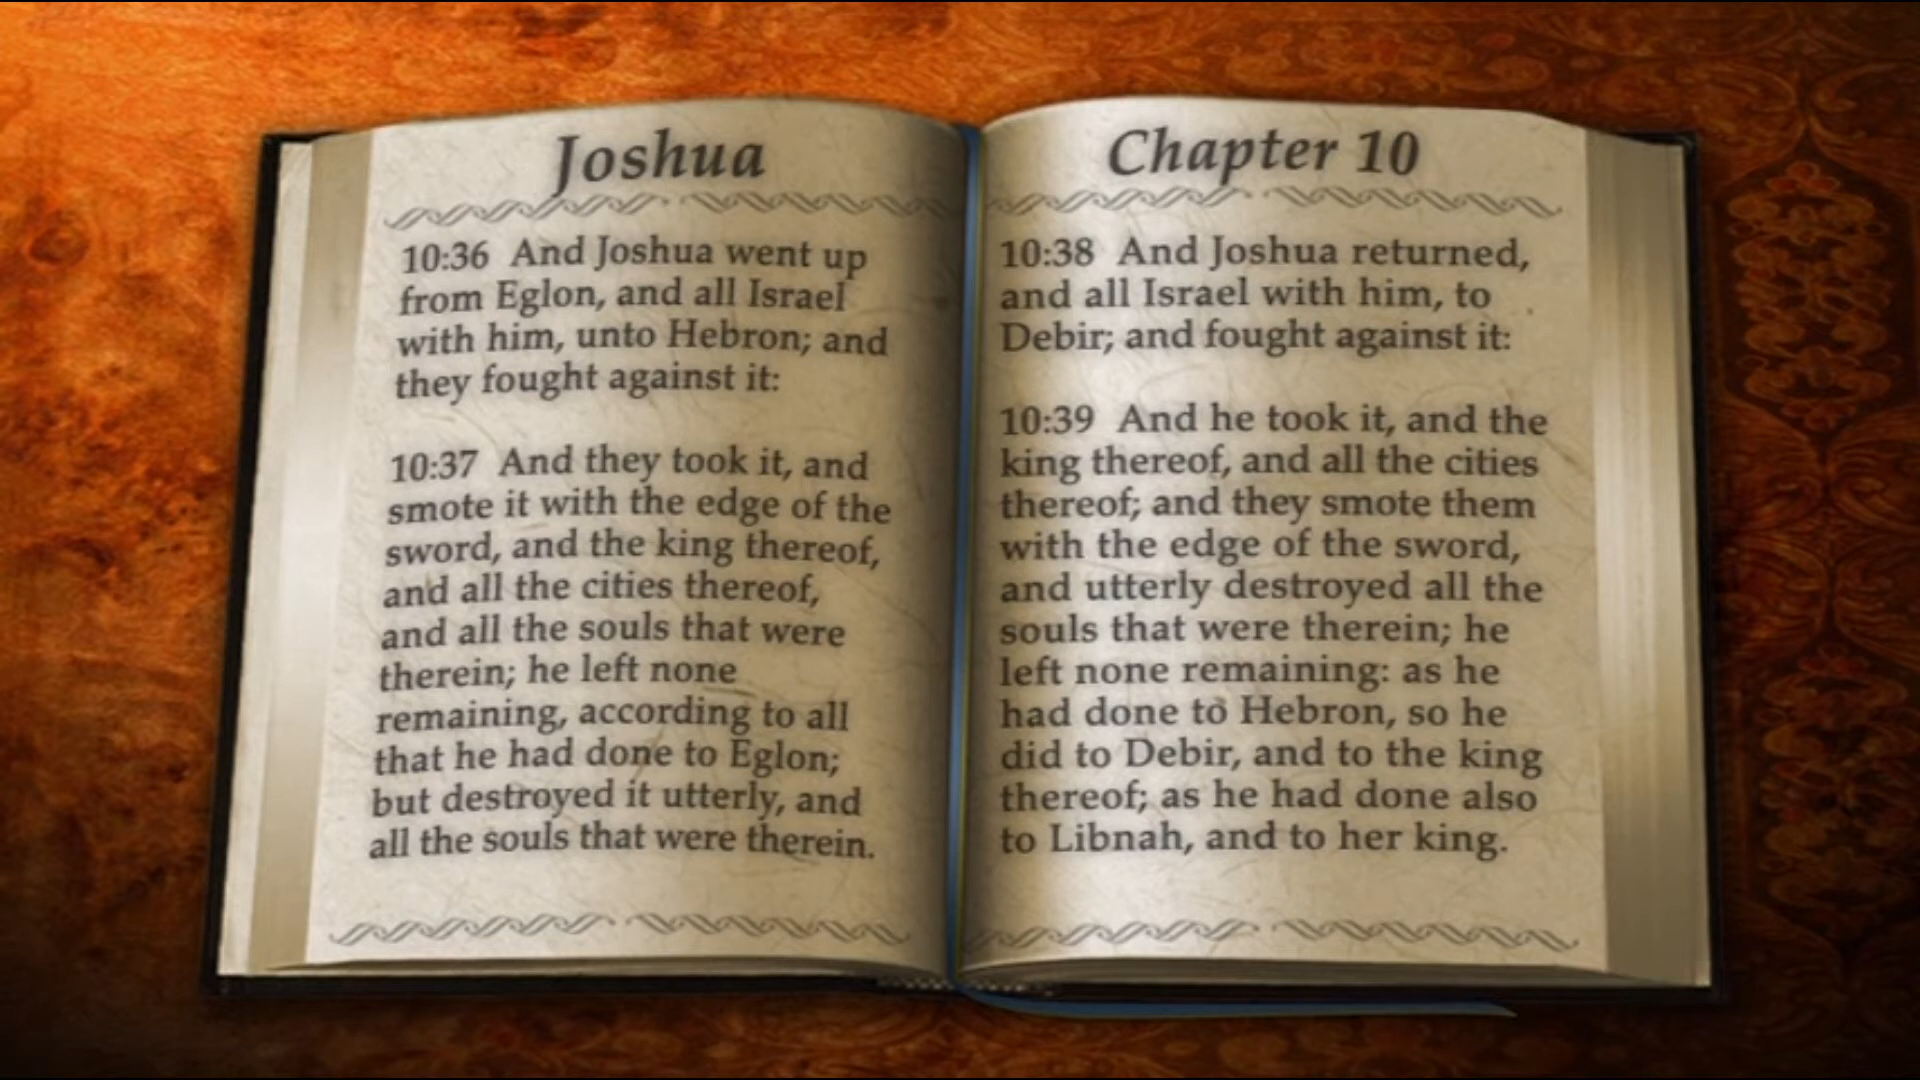 Joshua
10:36 And Joshua went up
from Eglon, and all Israel
with him, unto Hebron; and
they fought against it:
10:37 And they took it, and
smote it with the edge of the
sword, and the king thereof,
and all the cities thereof,
and all the souls that were
therein; he left none
remaining, according to all
that he had done to Eglon;
but destroyed it utterly, and
all the souls that were therein.
Chapter 10
10:38 And Joshua returned,
and all Israel with him, to
Debir; and fought against it:
10:39 And he took it, and the
king thereof, and all the cities
thereof; and they smote them
with the edge of the sword,
and utterly destroyed all the
souls that were therein; he
left none remaining: as he
had done to Hebron, so he
did to Debir, and to the king
thereof; as he had done also
to Libnah, and to her king.